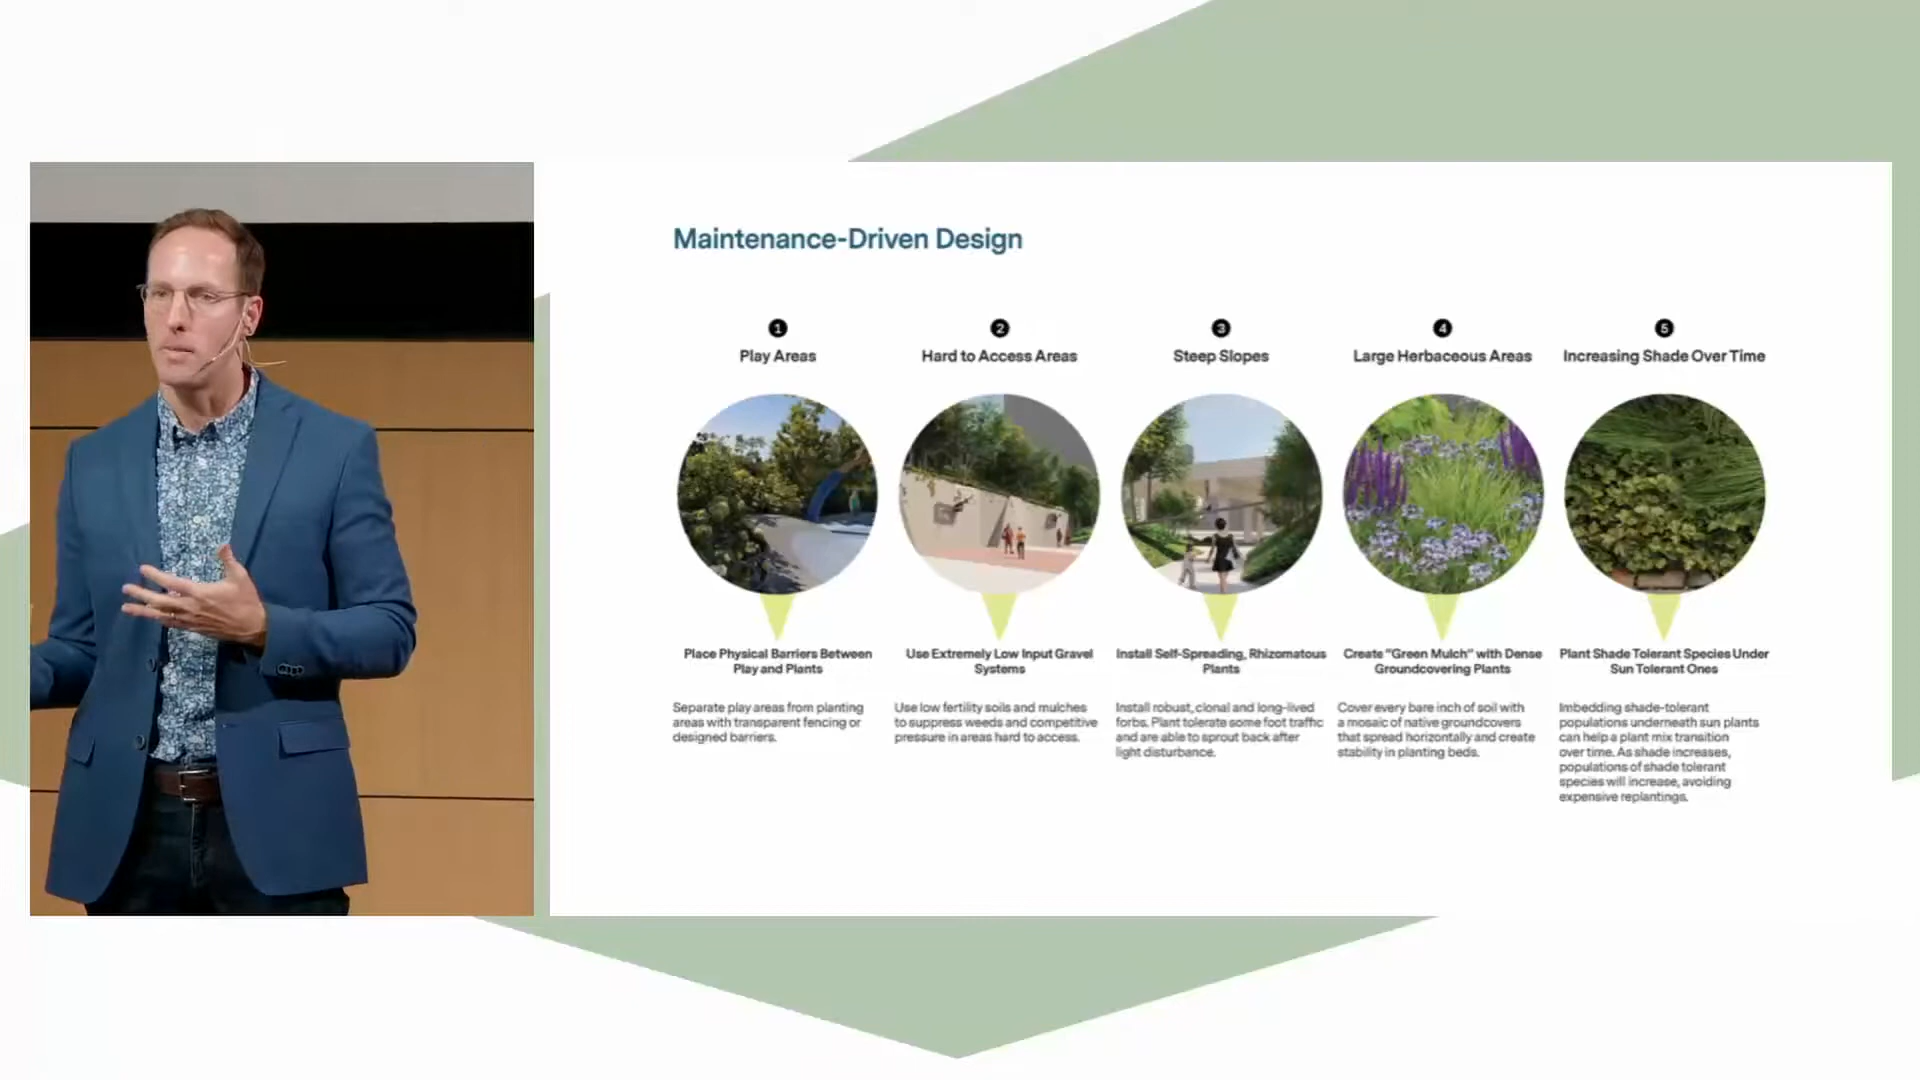 Maintenance-Driven Design
1
Play Areas
Place Physical Barriers Between
Play and Plants
Separate play areas from planting
areas with transparent fencing or
designed barriers.
2
Hard to Access Areas
Use Extremely Low Input Gravel
Systems
Use low fertility soils and mulches
to suppress weeds and competitive
pressure in areas hard to access.
3
Steep Slopes
Install Self-Spreading, Rhizomatous
Plants
Install robust, clonal and long-lived
forbs. Plant tolerate some foot traffic
and are able to sprout back after
light disturbance.
4
Large Herbaceous Areas
Create "Green Mulch" with Dense
Groundcovering Plants
Cover every bare inch of soil with
a mosaic of native groundcovers
that spread horizontally and create
stability in planting beds.
5
Increasing Shade Over Time
Plant Shade Tolerant Species Under
Sun Tolerant Ones
Imbedding shade-tolerant
populations underneath sun plants
can help a plant mix transition
over time. As shade increases,
populations of shade tolerant
species will increase, avoiding
expensive replantings.